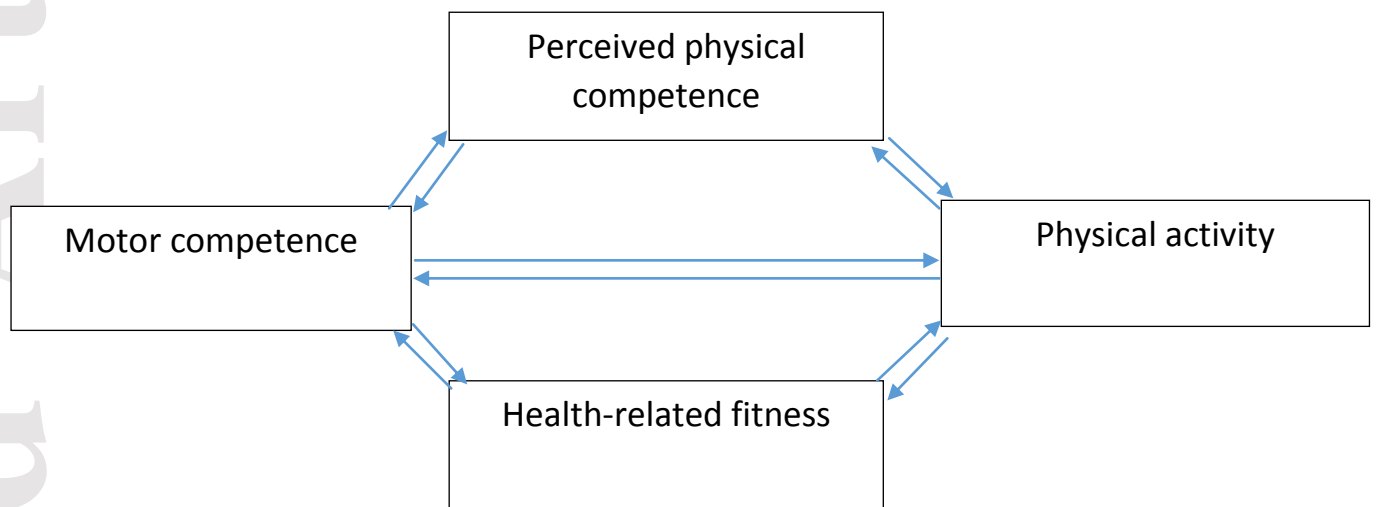 Perceived physical
competence
Motor competence
Physical activity
Health-related fitness